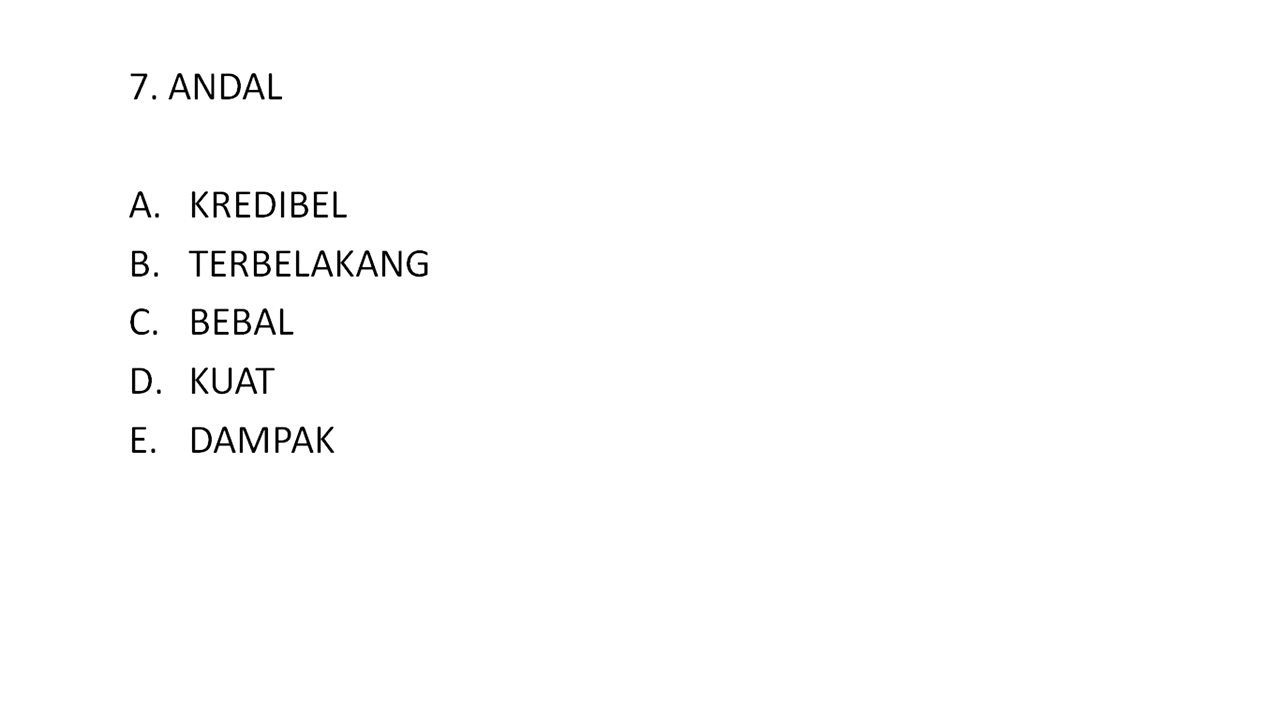 7. ANDAL
A. KREDIBEL
B. TERBELAKANG
C. BEBAL
D. KUAT
E. DAMPAK